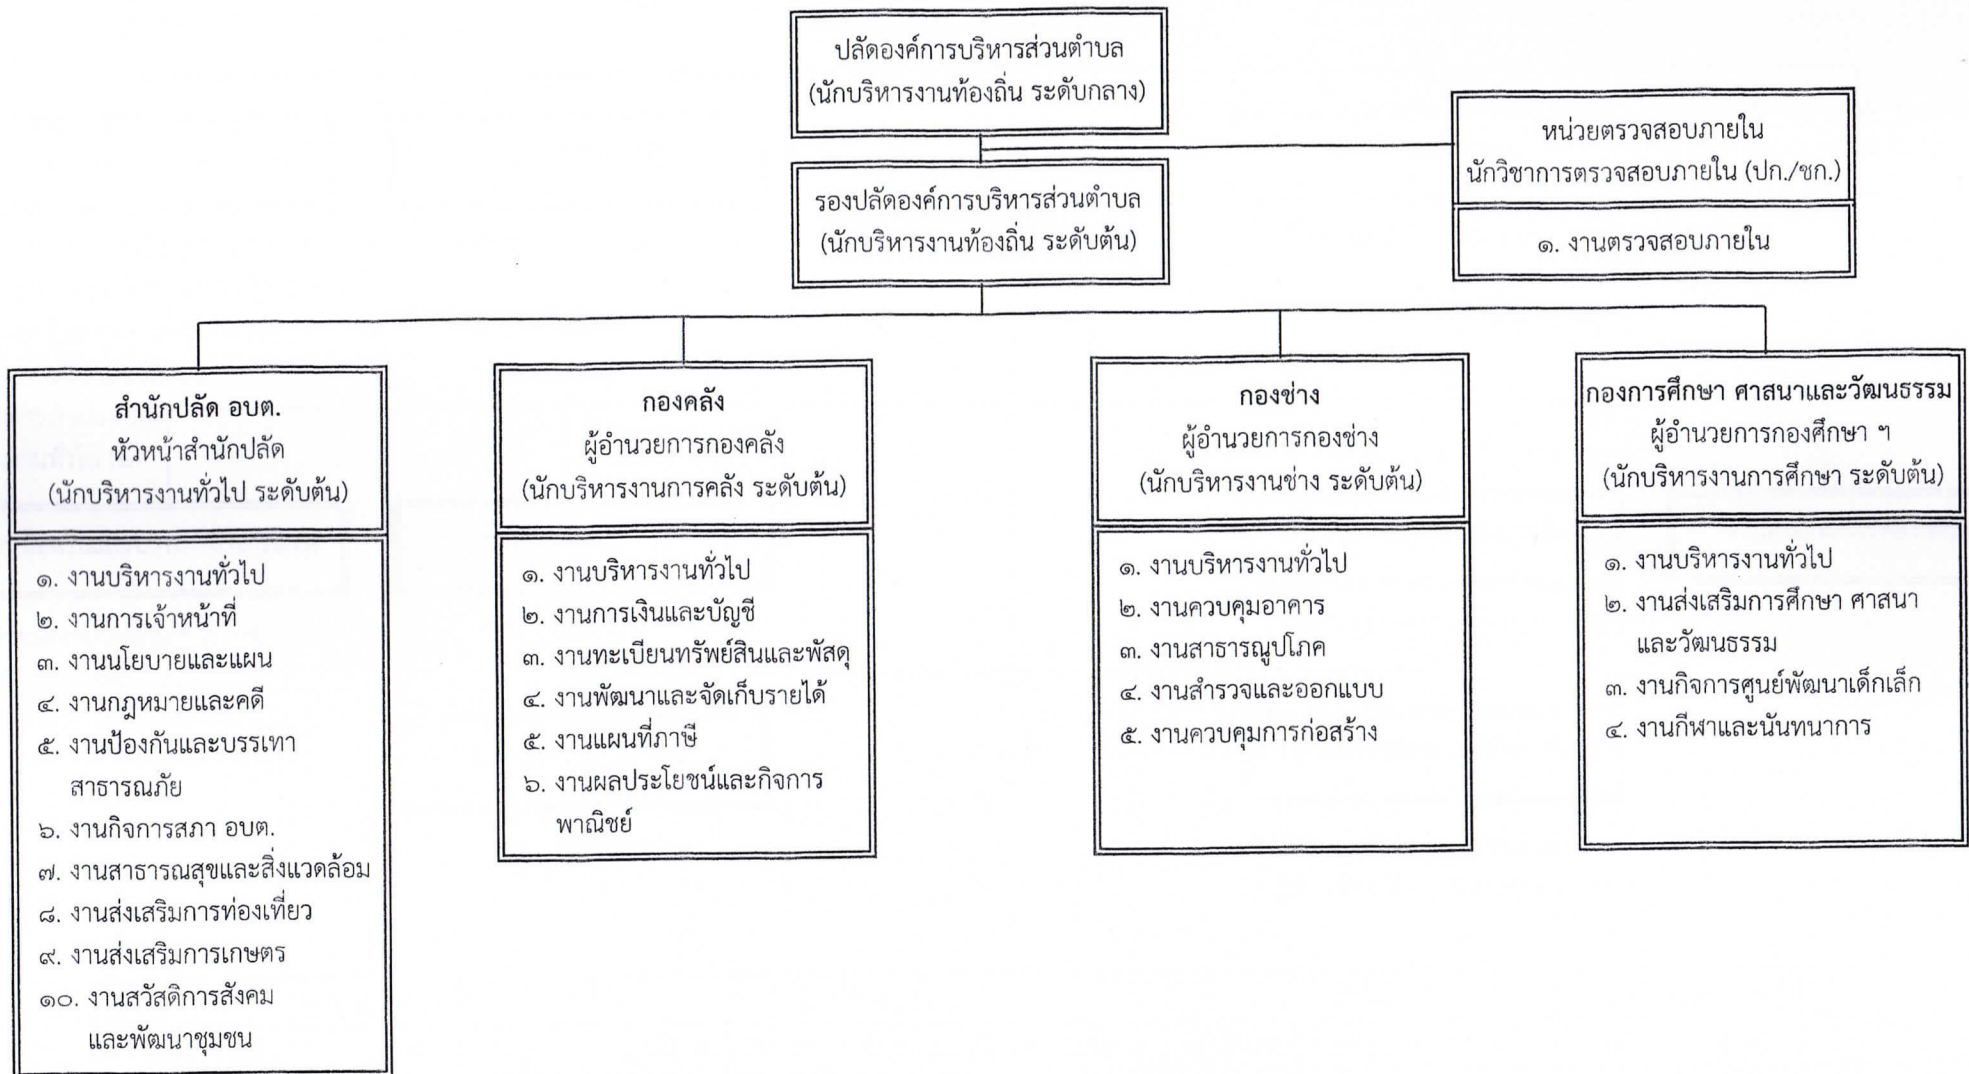 ปลัดองค์การบริหารส่วนตำบล
(นักบริหารงานท้องถิ่น ระดับกลาง)
หน่วยตรวจสอบภายใน
นักวิชาการตรวจสอบภายใน (ปก./ชก.)
๑. งานตรวจสอบภายใน
รองปลัดองค์การบริหารส่วนตำบล
(นักบริหารงานท้องถิ่น ระดับต้น)
สำนักปลัด อบต.
หัวหน้าสำนักปลัด
(นักบริหารงานทั่วไป ระดับต้น)
๑. งานบริหารงานทั่วไป
๒. งานการเจ้าหน้าที่
๓. งานนโยบายและแผน
๔. งานกฎหมายและคดี
๕. งานป้องกันและบรรเทา
สาธารณภัย
๖. งานกิจการสภา อบต.
๗. งานสาธารณสุขและสิ่งแวดล้อม
๘. งานส่งเสริมการท่องเที่ยว
๙. งานส่งเสริมการเกษตร
๑๐. งานสวัสดิการสังคม
และพัฒนาชุมชน
กองคลัง
ผู้อำนวยการกองคลัง
(นักบริหารงานการคลัง ระดับต้น)
๑. งานบริหารงานทั่วไป
๒. งานการเงินและบัญชี
๓. งานทะเบียนทรัพย์สินและพัสดุ
๔. งานพัฒนาและจัดเก็บรายได้
๕. งานแผนที่ภาษี
๖. งานผลประโยชน์และกิจการ
พาณิชย์
กองช่าง
ผู้อำนวยการกองช่าง
(นักบริหารงานช่าง ระดับต้น)
๑. งานบริหารงานทั่วไป
๒. งานควบคุมอาคาร
๓. งานสาธารณูปโภค
๔. งานสำรวจและออกแบบ
๕. งานควบคุมการก่อสร้าง
กองการศึกษา ศาสนาและวัฒนธรรม
ผู้อำนวยการกองศึกษา ฯ
(นักบริหารงานการศึกษา ระดับต้น)
๑. งานบริหารงานทั่วไป
๒. งานส่งเสริมการศึกษา ศาสนา
และวัฒนธรรม
๓. งานกิจการศูนย์พัฒนาเด็กเล็ก
๔. งานกีฬาและนันทนาการ